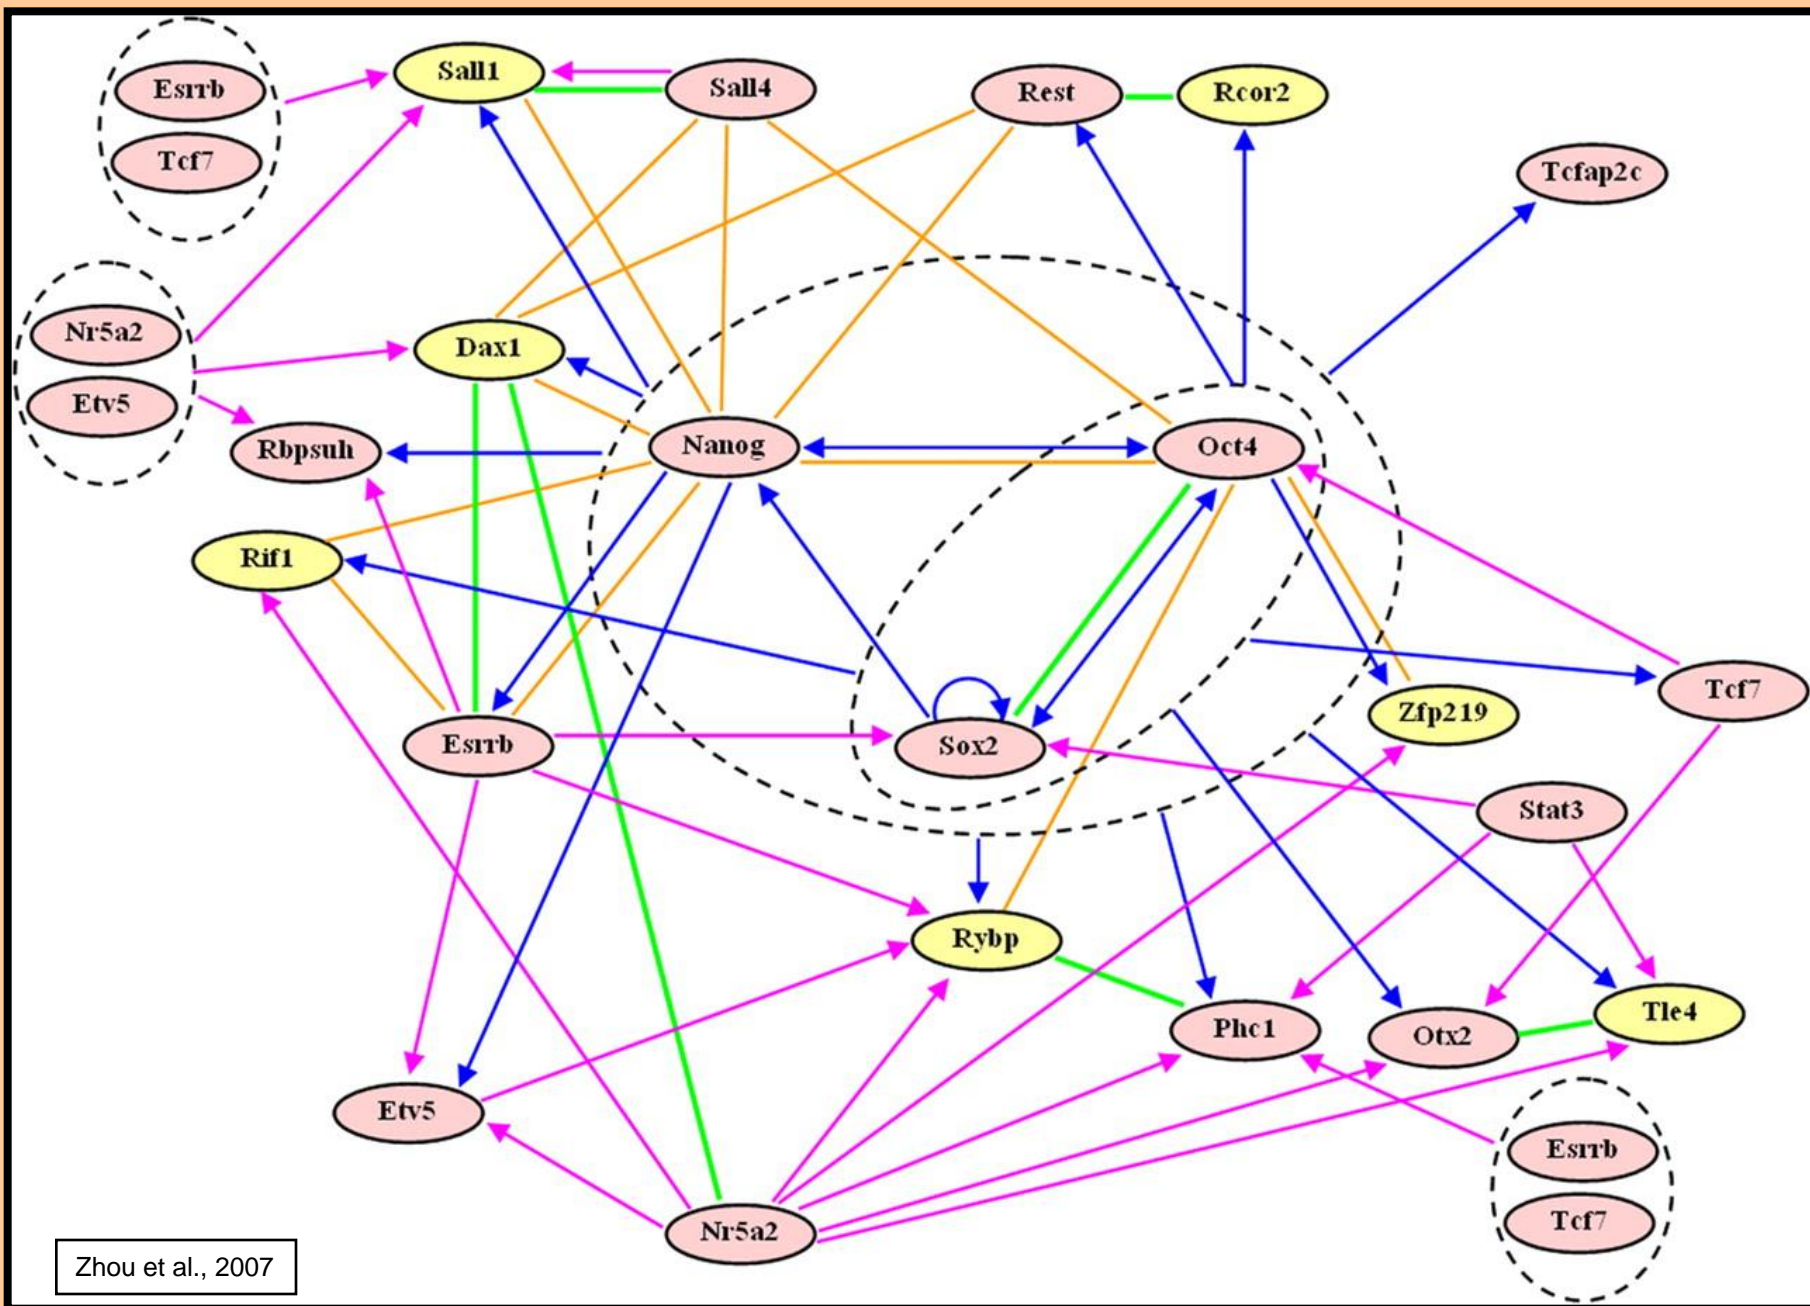 Sall1
Sall4
Rest
Rcor2
Esrrb
Tcf7
Tcfap2c
Nr5a2
Etv5
Dax1
Rbpsuh
Nanog
Oct4
Rif1
Esrrb
Sox2
Zfp219
Tcf7
Stat3
Rybp
Phc1
Otx2
Tle4
Etv5
Nr5a2
Esrrb
Tcf7
Zhou et al., 2007